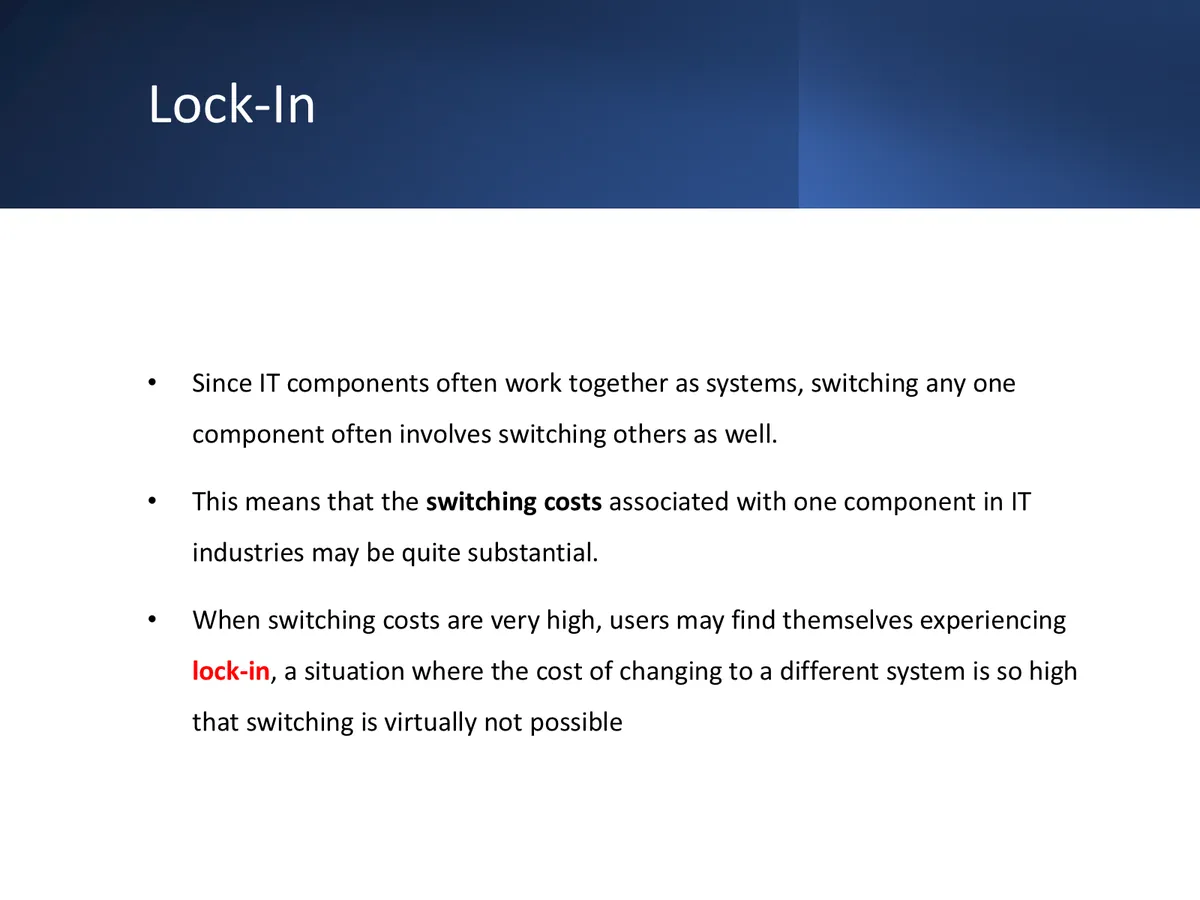 Lock-In
• Since IT components often work together as systems, switching any one
component often involves switching others as well.
• This means that the switching costs associated with one component in IT
industries may be quite substantial.
• When switching costs are very high, users may find themselves experiencing
lock-in, a situation where the cost of changing to a different system is so high
that switching is virtually not possible